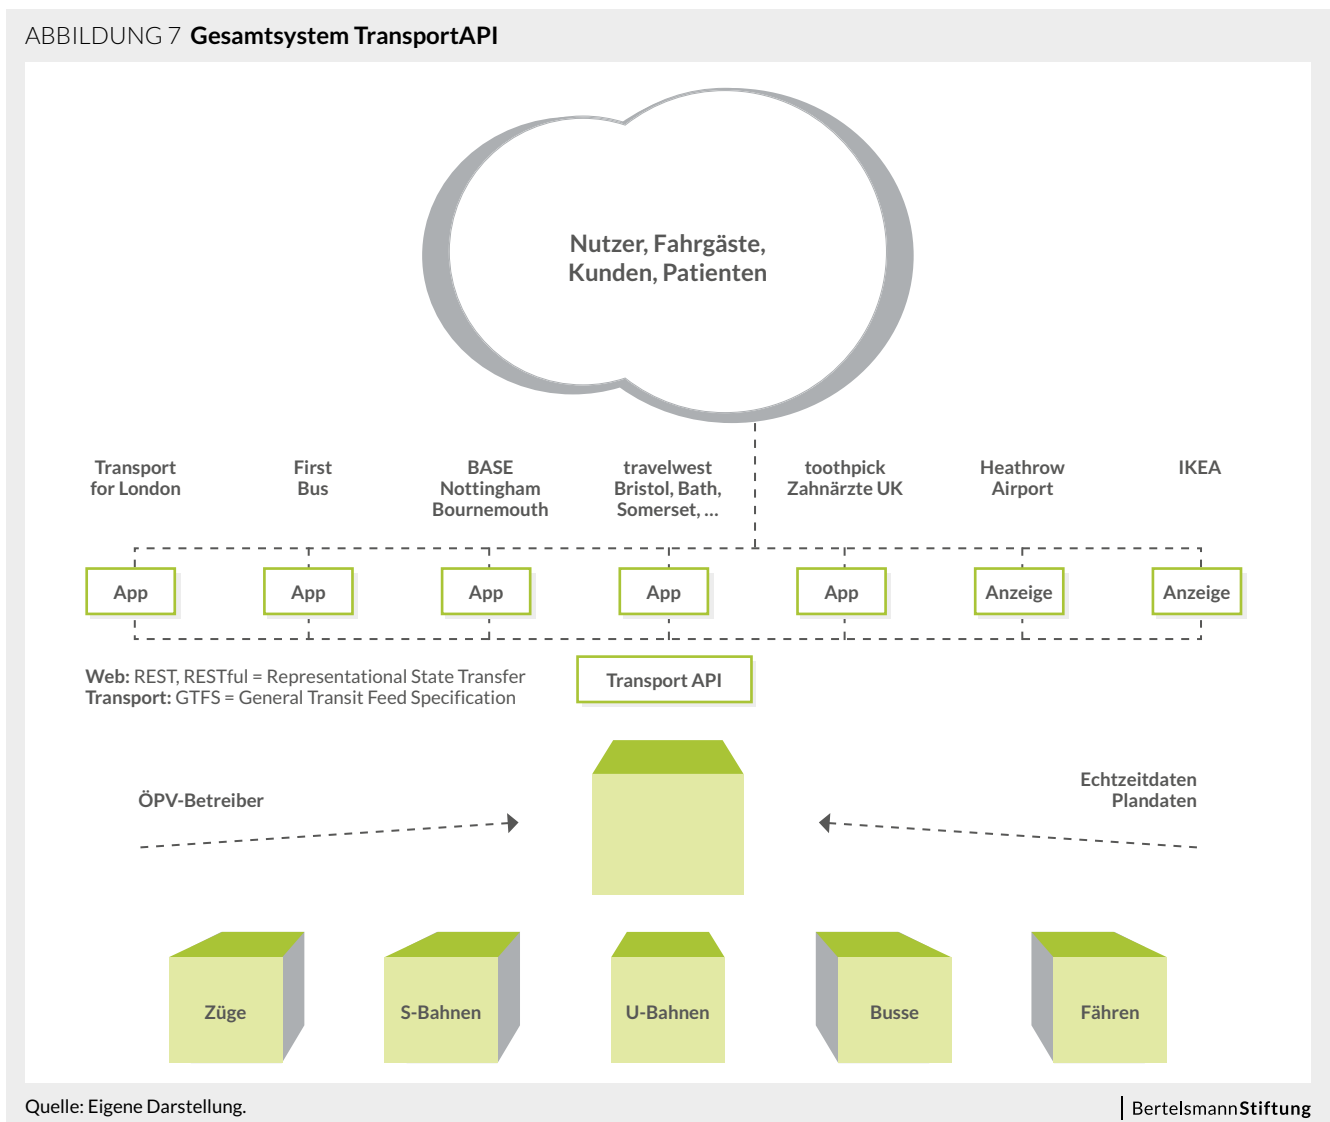 ABBILDUNG 7 Gesamtsystem TransportAPI
Nutzer, Fahrgäste,
Kunden, Patienten
Transport
for London
First
Bus
BASE
Nottingham
Bournemouth
travelwest
Bristol, Bath,
Somerset, …
toothpick
Zahnärzte UK
Heathrow
Airport
IKEA
App
App
App
App
App
Anzeige
Anzeige
Web: REST, RESTful = Representational State Transfer
Transport: GTFS = General Transit Feed Specification
Transport API
ÖPV-Betreiber
Echtzeitdaten
Plandaten
Züge
S-Bahnen
U-Bahnen
Busse
Fähren
Quelle: Eigene Darstellung.
BertelsmannStiftung